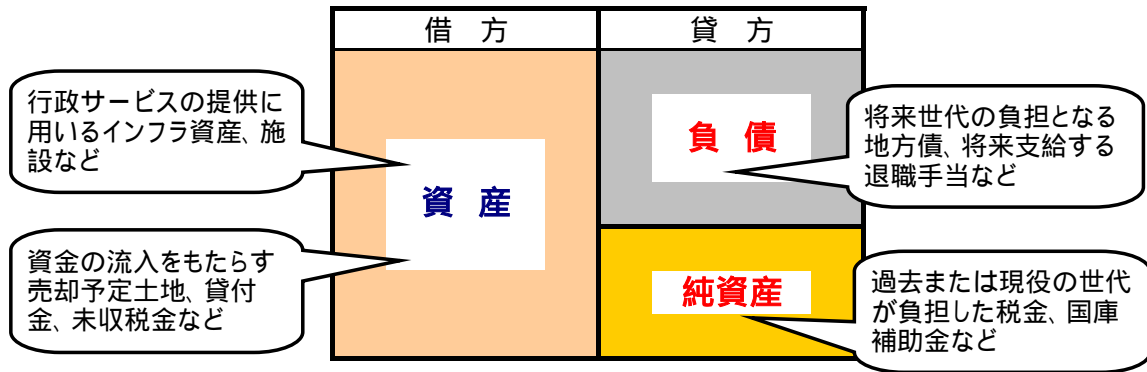 借　方
貸　方
行政サービスの提供に
用いるインフラ資産、施
設など
資金の流入をもたらす
売却予定土地、貸付
金、未収税金など
資　産
負　債
純資産
将来世代の負担となる
地方債、将来支給する
退職手当など
過去または現役の世代
が負担した税金、国庫
補助金など